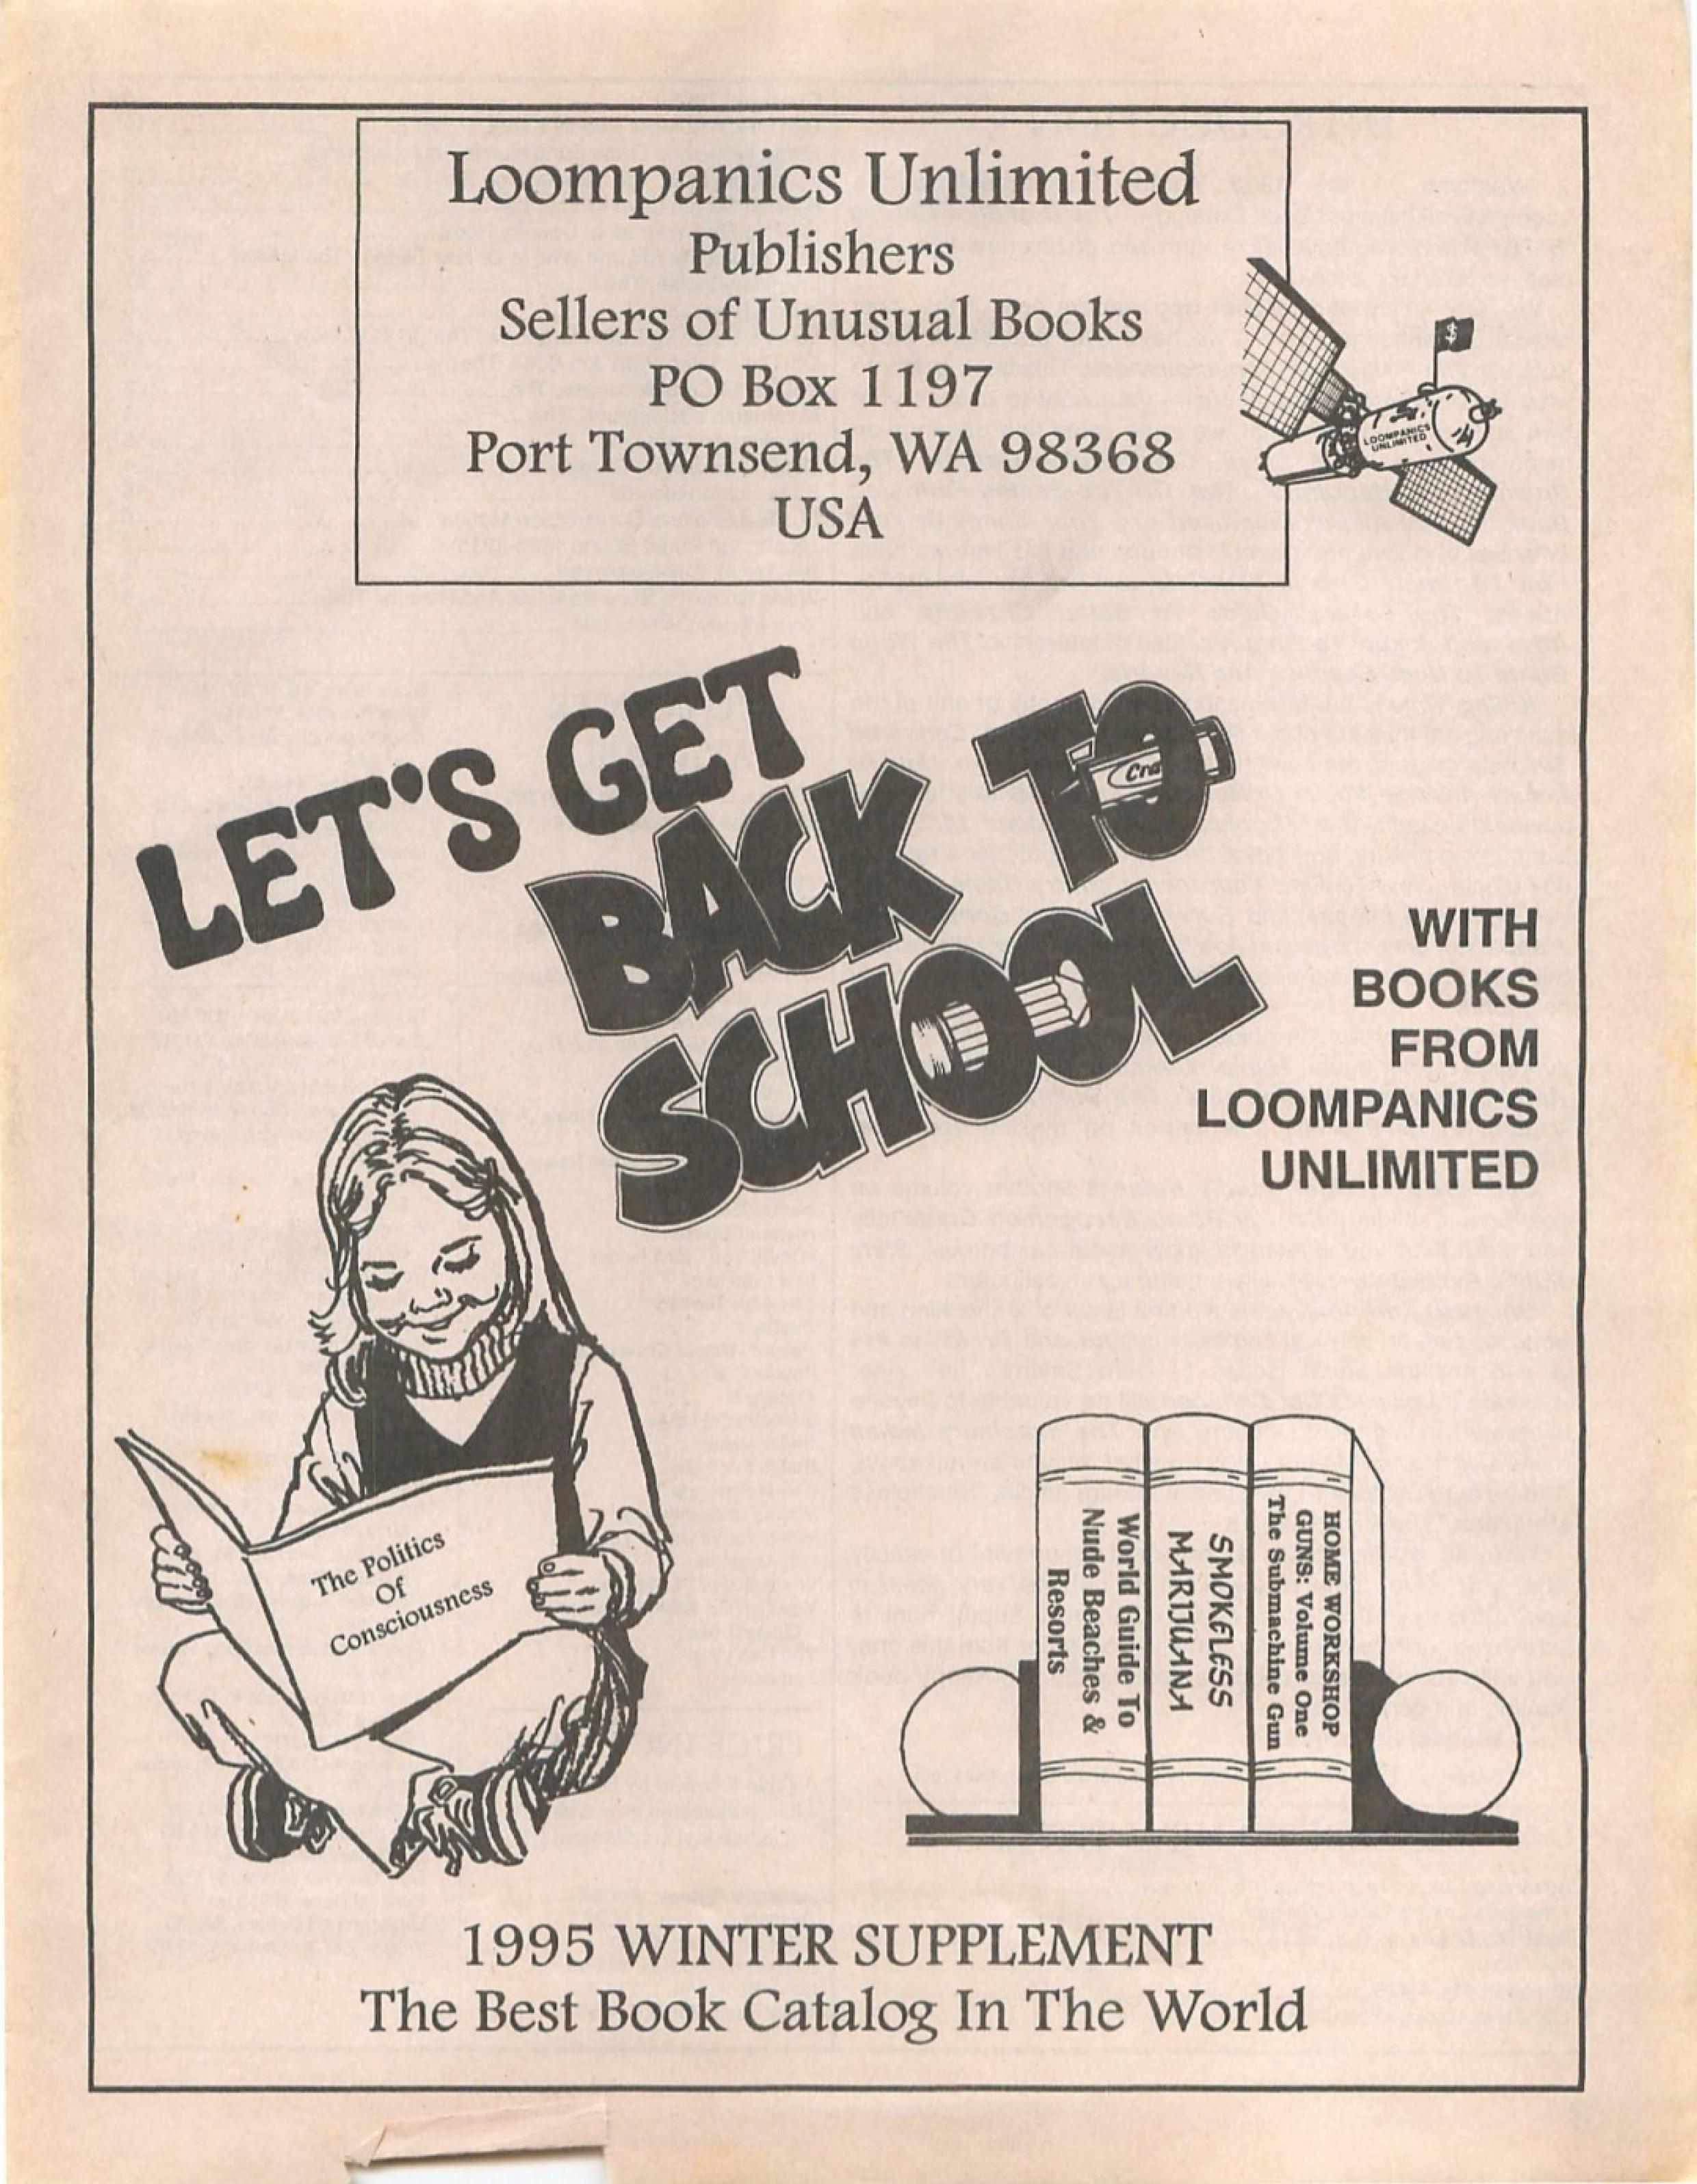 Loompanics Unlimited
Publishers
Sellers of Unusual Books
PO Box 1197
Port Townsend, WA 98368
USA
$
LOOMPANICS
UNLIMITED
LET'S GET
BACK TO
Cra
SCHOOL
WITH
BOOKS
FROM
LOOMPANICS
UNLIMITED
The Politics
Of
Consciousness
World Guide To
Nude Beaches &
Resorts
SMOKELESS
MARIJUANA
HOME WORKSHOP
GUNS: Volume One
The Submachine Gun
1995 WINTER SUPPLEMENT
The Best Book Catalog In The World